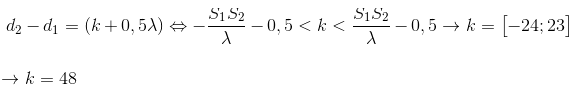 d₂ − d₁ = (k + 0,5λ) ⇔ −S₁S₂/λ − 0,5 < k < S₁S₂/λ − 0,5 → k = [−24; 23]
→ k = 48